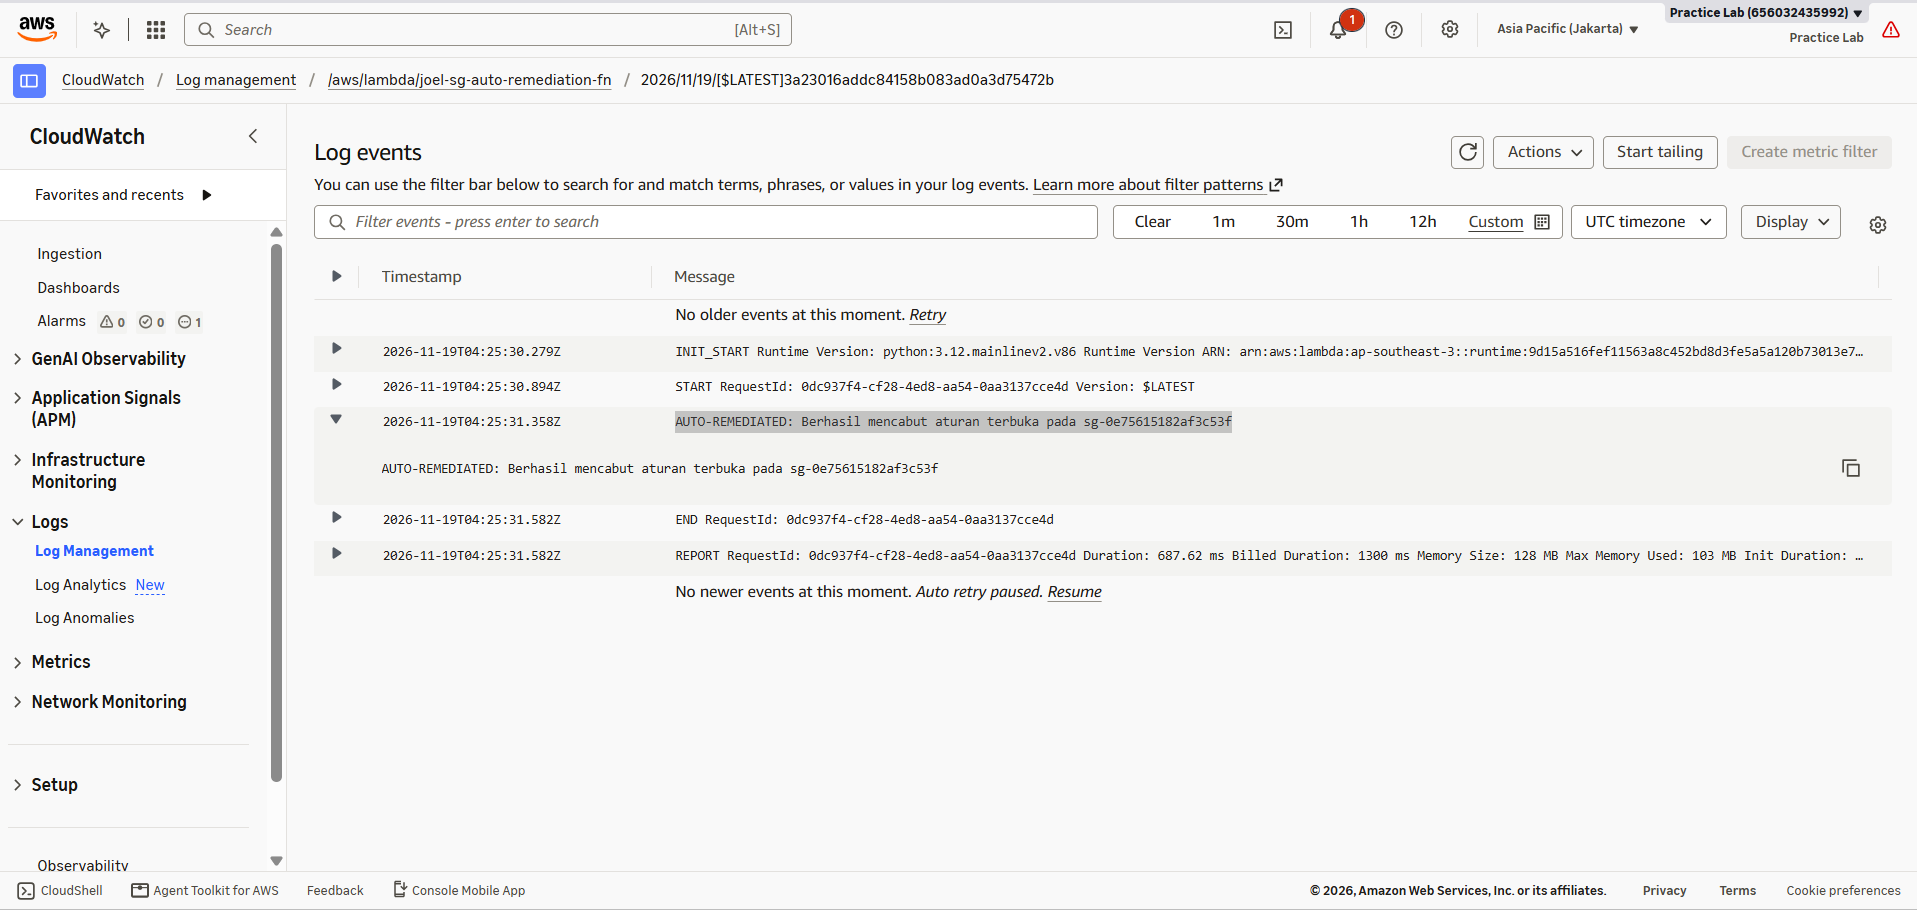 aws
Search [Alt+S]
1
Asia Pacific (Jakarta) ▼
Practice Lab (656032435992) ▼
Practice Lab
CloudWatch / Log management / /aws/lambda/joel-sg-auto-remediation-fn / 2026/11/19/[$LATEST]3a23016addc84158b083ad0a3d75472b
CloudWatch
Favorites and recents
Ingestion
Dashboards
Alarms 0 0 1
GenAI Observability
Application Signals
(APM)
Infrastructure
Monitoring
Logs
Log Management
Log Analytics New
Log Anomalies
Metrics
Network Monitoring
Setup
Observability
Log events
Actions
Start tailing
Create metric filter
You can use the filter bar below to search for and match terms, phrases, or values in your log events. Learn more about filter patterns
Filter events - press enter to search
Clear 1m 30m 1h 12h Custom
UTC timezone
Display
Timestamp Message
No older events at this moment. Retry
2026-11-19T04:25:30.279Z INIT_START Runtime Version: python:3.12.mainlinev2.v86 Runtime Version ARN: arn:aws:lambda:ap-southeast-3::runtime:9d15a516fef11563a8c452bd8d3fe5a5a120b73013e7…
2026-11-19T04:25:30.894Z START RequestId: 0dc937f4-cf28-4ed8-aa54-0aa3137cce4d Version: $LATEST
2026-11-19T04:25:31.358Z AUTO-REMEDIATED: Berhasil mencabut aturan terbuka pada sg-0e75615182af3c53f
AUTO-REMEDIATED: Berhasil mencabut aturan terbuka pada sg-0e75615182af3c53f
2026-11-19T04:25:31.582Z END RequestId: 0dc937f4-cf28-4ed8-aa54-0aa3137cce4d
2026-11-19T04:25:31.582Z REPORT RequestId: 0dc937f4-cf28-4ed8-aa54-0aa3137cce4d Duration: 687.62 ms Billed Duration: 1300 ms Memory Size: 128 MB Max Memory Used: 103 MB Init Duration: …
No newer events at this moment. Auto retry paused. Resume
CloudShell Agent Toolkit for AWS Feedback Console Mobile App © 2026, Amazon Web Services, Inc. or its affiliates. Privacy Terms Cookie preferences